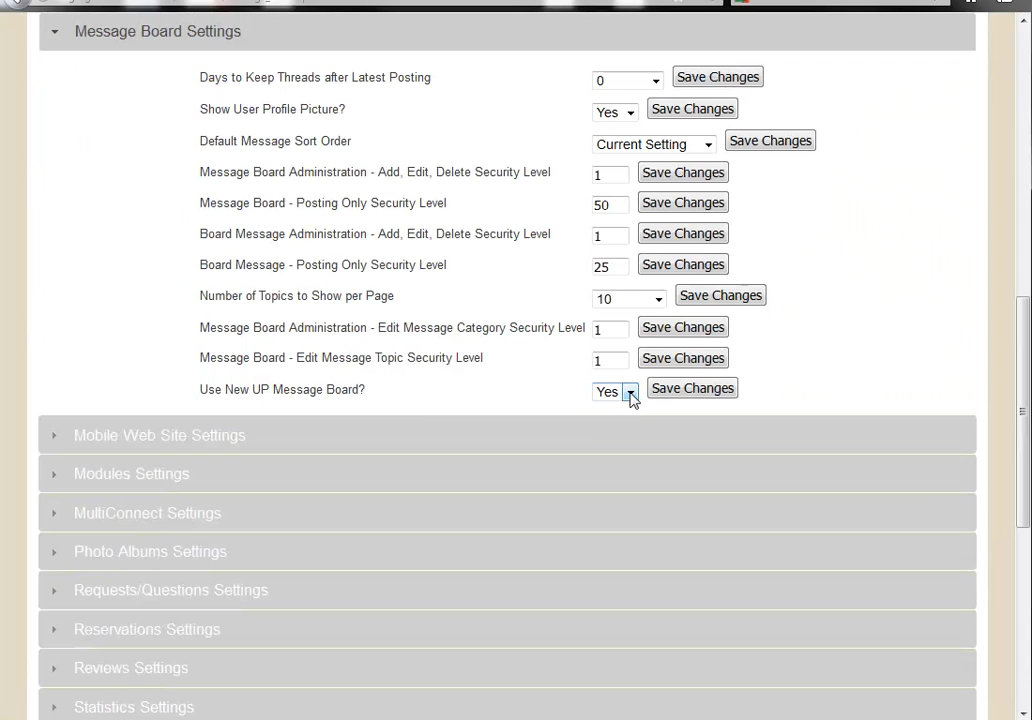 Message Board Settings
Days to Keep Threads after Latest Posting 0 Save Changes
Show User Profile Picture? Yes Save Changes
Default Message Sort Order Current Setting Save Changes
Message Board Administration - Add, Edit, Delete Security Level 1 Save Changes
Message Board - Posting Only Security Level 50 Save Changes
Board Message Administration - Add, Edit, Delete Security Level 1 Save Changes
Board Message - Posting Only Security Level 25 Save Changes
Number of Topics to Show per Page 10 Save Changes
Message Board Administration - Edit Message Category Security Level 1 Save Changes
Message Board - Edit Message Topic Security Level 1 Save Changes
Use New UP Message Board? Yes Save Changes
Mobile Web Site Settings
Modules Settings
MultiConnect Settings
Photo Albums Settings
Requests/Questions Settings
Reservations Settings
Reviews Settings
Statistics Settings